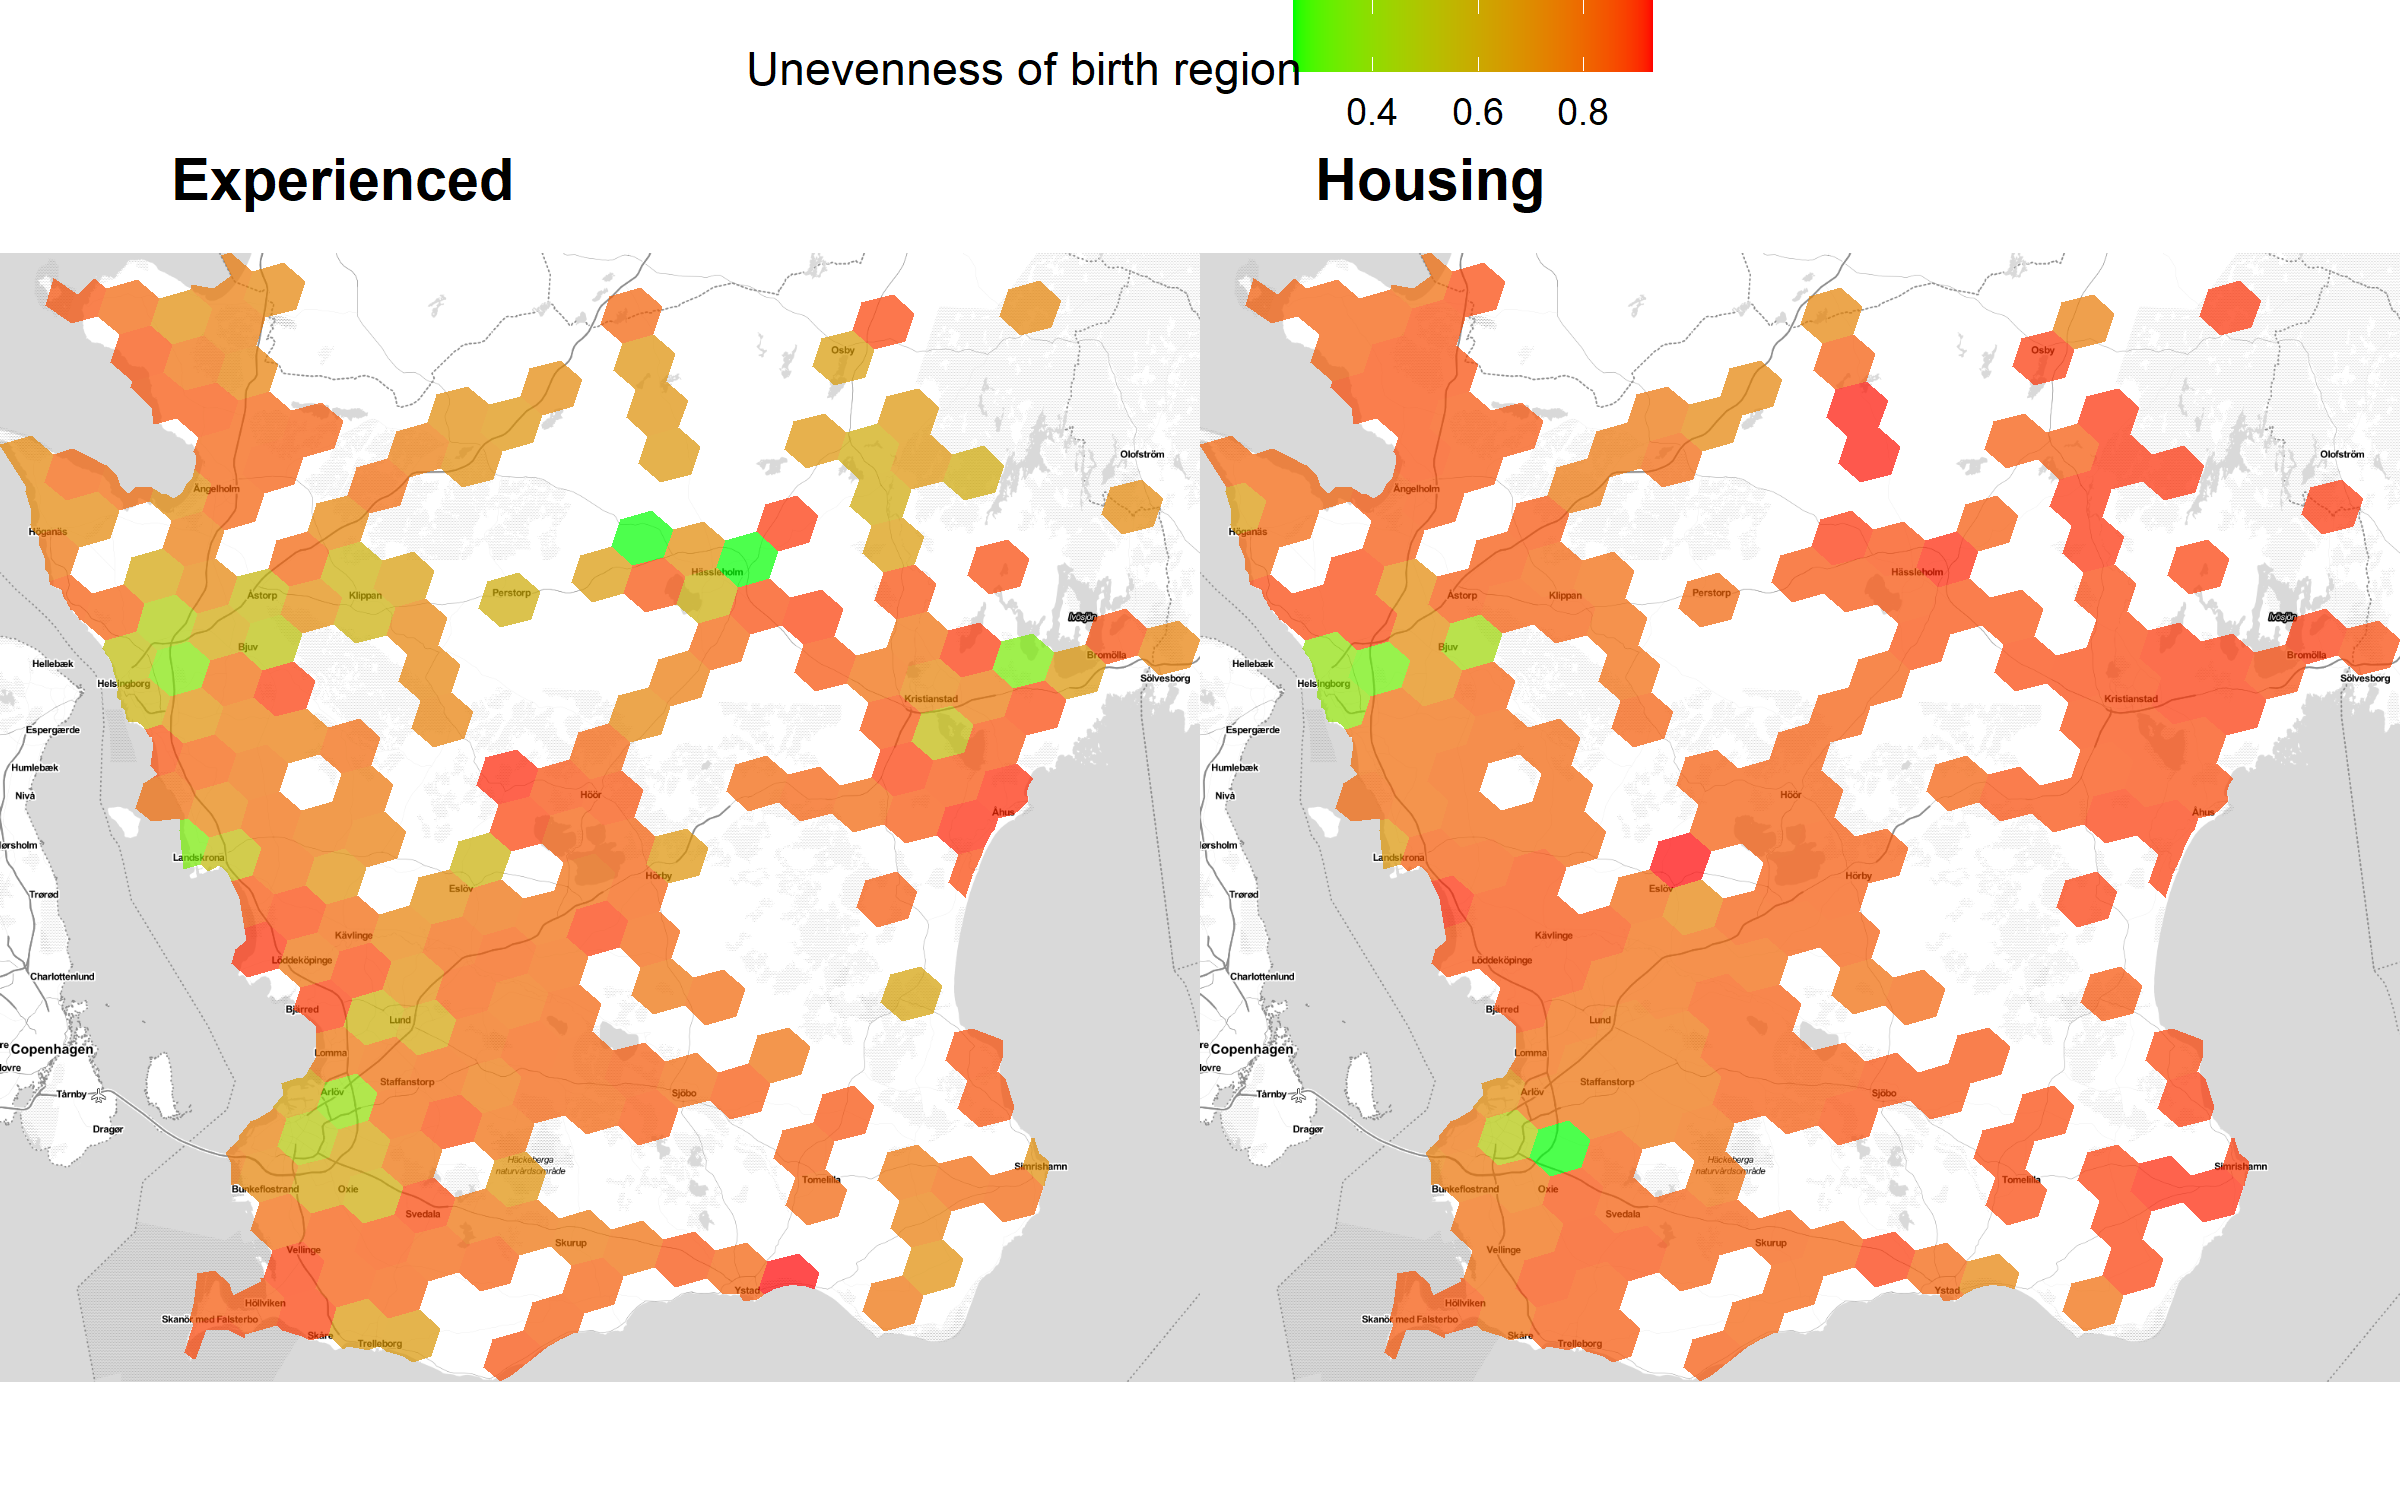 Unevenness of birth region
0.4 0.6 0.8
Experienced Housing
Osby
Olofström
Ängelholm
Höganäs
Hässleholm
Åstorp
Klippan
Perstorp
Ivösjön
Bjuv
Bromölla
Hellebæk
Sölvesborg
Helsingborg
Kristianstad
Espergærde
Humlebæk
Nivå
Höör
Åhus
Landskrona
Hörby
Eslöv
Trørød
Kävlinge
Löddeköpinge
Charlottenlund
Bjärred
Lund
Copenhagen
Lomma
Staffanstorp
Arlöv
Sjöbo
Tårnby
Dragør
Häckeberga
naturvårdsområde
Simrishamn
Tomelilla
Bunkeflostrand
Oxie
Svedala
Skurup
Vellinge
Ystad
Höllviken
Skanör med Falsterbo
Skåre
Trelleborg
Osby
Olofström
Ängelholm
Höganäs
Hässleholm
Åstorp
Klippan
Perstorp
Ivösjön
Bjuv
Bromölla
Hellebæk
Sölvesborg
Helsingborg
Kristianstad
Espergærde
Humlebæk
Nivå
Höör
Åhus
Landskrona
Hörby
Eslöv
Trørød
Kävlinge
Löddeköpinge
Charlottenlund
Bjärred
Lund
Copenhagen
Lomma
Staffanstorp
Arlöv
Sjöbo
Tårnby
Dragør
Häckeberga
naturvårdsområde
Simrishamn
Tomelilla
Bunkeflostrand
Oxie
Svedala
Skurup
Vellinge
Ystad
Höllviken
Skanör med Falsterbo
Skåre
Trelleborg